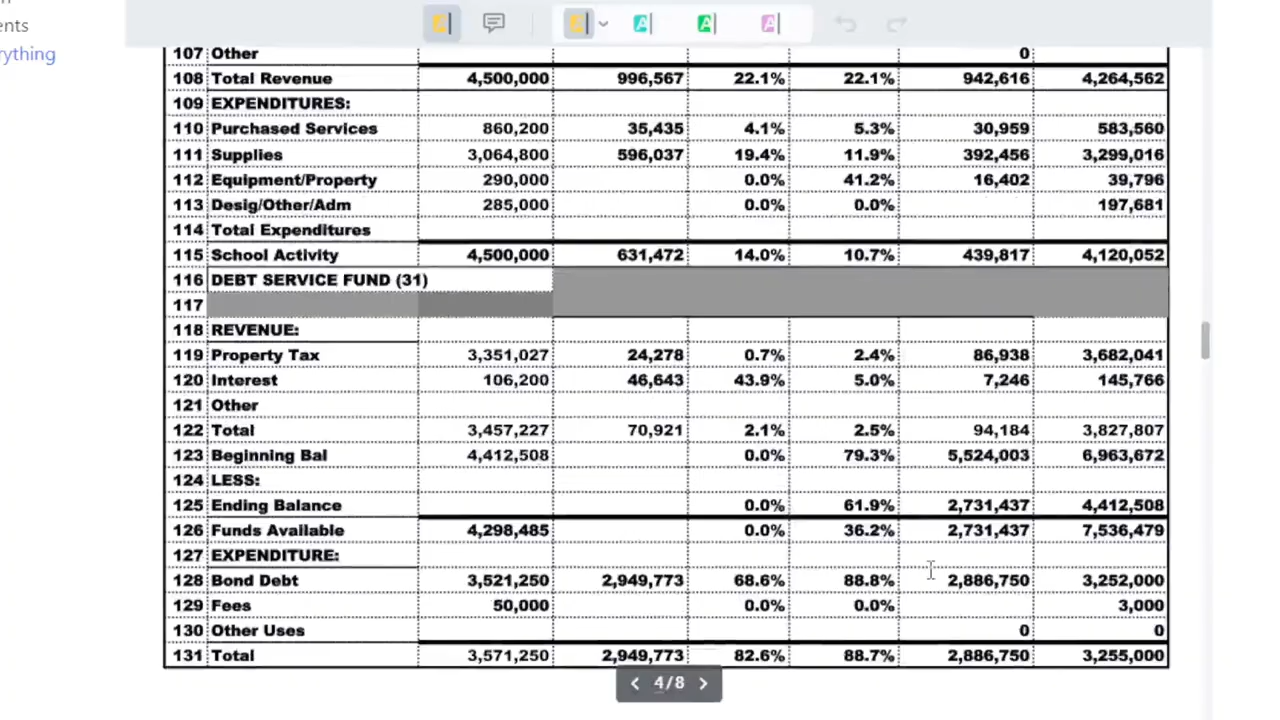 ents
rything
107 Other 0
108 Total Revenue 4,500,000 996,567 22.1% 22.1% 942,616 4,264,562
109 EXPENDITURES:
110 Purchased Services 860,200 35,435 4.1% 5.3% 30,959 583,560
111 Supplies 3,064,800 596,037 19.4% 11.9% 392,456 3,299,016
112 Equipment/Property 290,000 0.0% 41.2% 16,402 39,796
113 Desig/Other/Adm 285,000 0.0% 0.0% 197,681
114 Total Expenditures
115 School Activity 4,500,000 631,472 14.0% 10.7% 439,817 4,120,052
116 DEBT SERVICE FUND (31)
117
118 REVENUE:
119 Property Tax 3,351,027 24,278 0.7% 2.4% 86,938 3,682,041
120 Interest 106,200 46,643 43.9% 5.0% 7,246 145,766
121 Other
122 Total 3,457,227 70,921 2.1% 2.5% 94,184 3,827,807
123 Beginning Bal 4,412,508 0.0% 79.3% 5,524,003 6,963,672
124 LESS:
125 Ending Balance 0.0% 61.9% 2,731,437 4,412,508
126 Funds Available 4,298,485 0.0% 36.2% 2,731,437 7,536,479
127 EXPENDITURE:
128 Bond Debt 3,521,250 2,949,773 68.6% 88.8% 2,886,750 3,252,000
129 Fees 50,000 0.0% 0.0% 3,000
130 Other Uses 0 0
131 Total 3,571,250 2,949,773 82.6% 88.7% 2,886,750 3,255,000
4/8